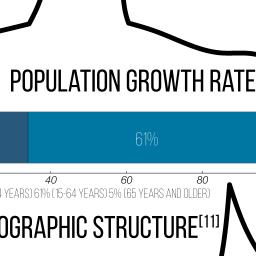 POPULATION GROWTH RATE
61%
40 60 80
YEARS) 61% (15-64 YEARS) 5% (65 YEARS AND OLDER)
OGRAPHIC STRUCTURE[11]